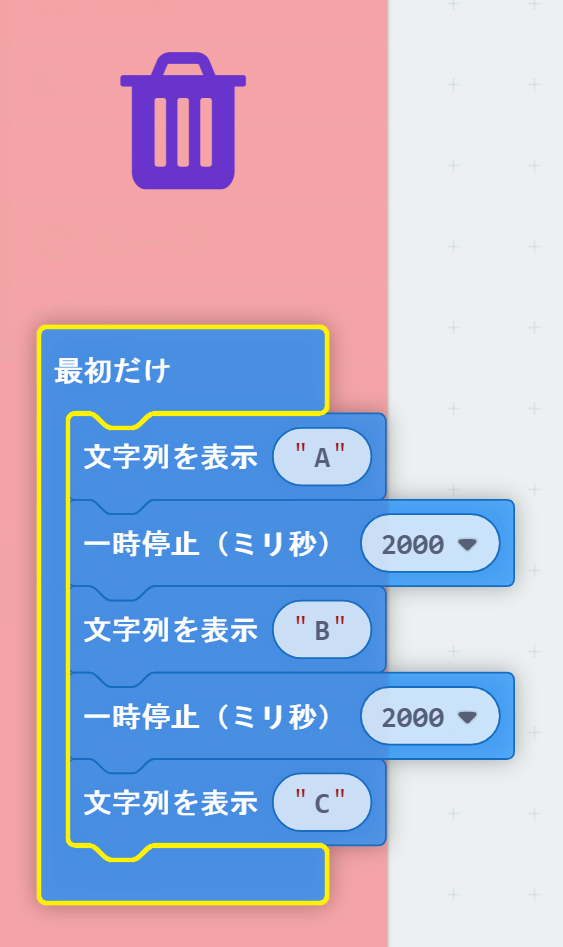 最初だけ
文字列を表示 "A"
一時停止（ミリ秒） 2000
文字列を表示 "B"
一時停止（ミリ秒） 2000
文字列を表示 "C"